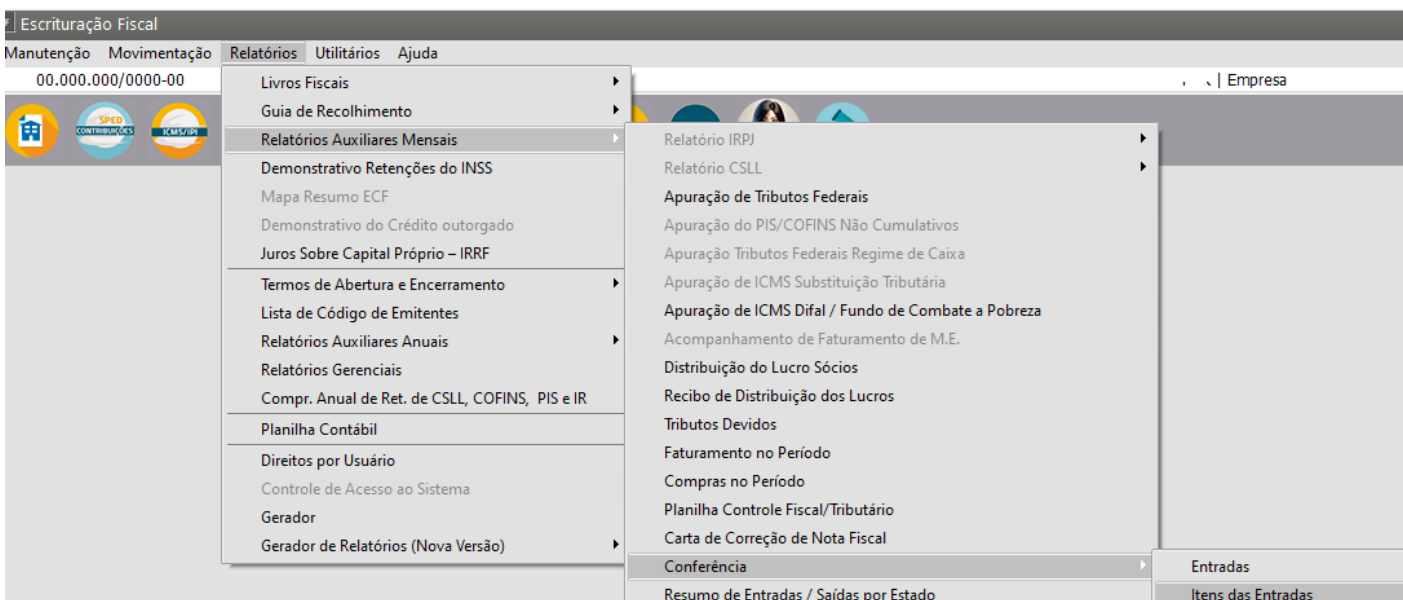 Escrituração Fiscal
Manutenção Movimentação Relatórios Utilitários Ajuda
00.000.000/0000-00
| Empresa
SPED
CONTRIBUIÇÕES
ICMS/IPI
Livros Fiscais
Guia de Recolhimento
Relatórios Auxiliares Mensais
Demonstrativo Retenções do INSS
Mapa Resumo ECF
Demonstrativo do Crédito outorgado
Juros Sobre Capital Próprio – IRRF
Termos de Abertura e Encerramento
Lista de Código de Emitentes
Relatórios Auxiliares Anuais
Relatórios Gerenciais
Compr. Anual de Ret. de CSLL, COFINS, PIS e IR
Planilha Contábil
Direitos por Usuário
Controle de Acesso ao Sistema
Gerador
Gerador de Relatórios (Nova Versão)
Relatório IRPJ
Relatório CSLL
Apuração de Tributos Federais
Apuração do PIS/COFINS Não Cumulativos
Apuração Tributos Federais Regime de Caixa
Apuração de ICMS Substituição Tributária
Apuração de ICMS Difal / Fundo de Combate a Pobreza
Acompanhamento de Faturamento de M.E.
Distribuição do Lucro Sócios
Recibo de Distribuição dos Lucros
Tributos Devidos
Faturamento no Período
Compras no Período
Planilha Controle Fiscal/Tributário
Carta de Correção de Nota Fiscal
Conferência
Resumo de Entradas / Saídas por Estado
Entradas
Itens das Entradas